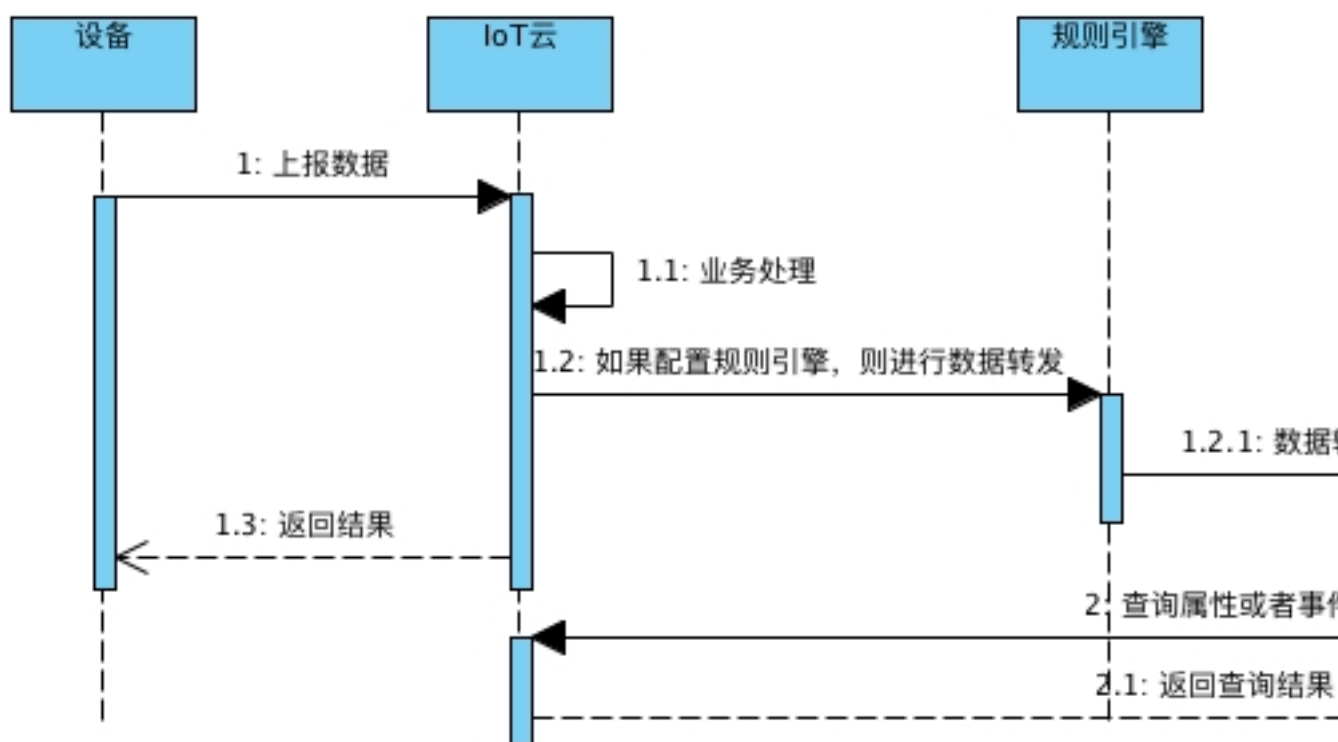 设备
IoT云
规则引擎
1: 上报数据
1.1: 业务处理
1.2: 如果配置规则引擎，则进行数据转发
1.2.1: 数据
1.3: 返回结果
2: 查询属性或者事件
2.1: 返回查询结果